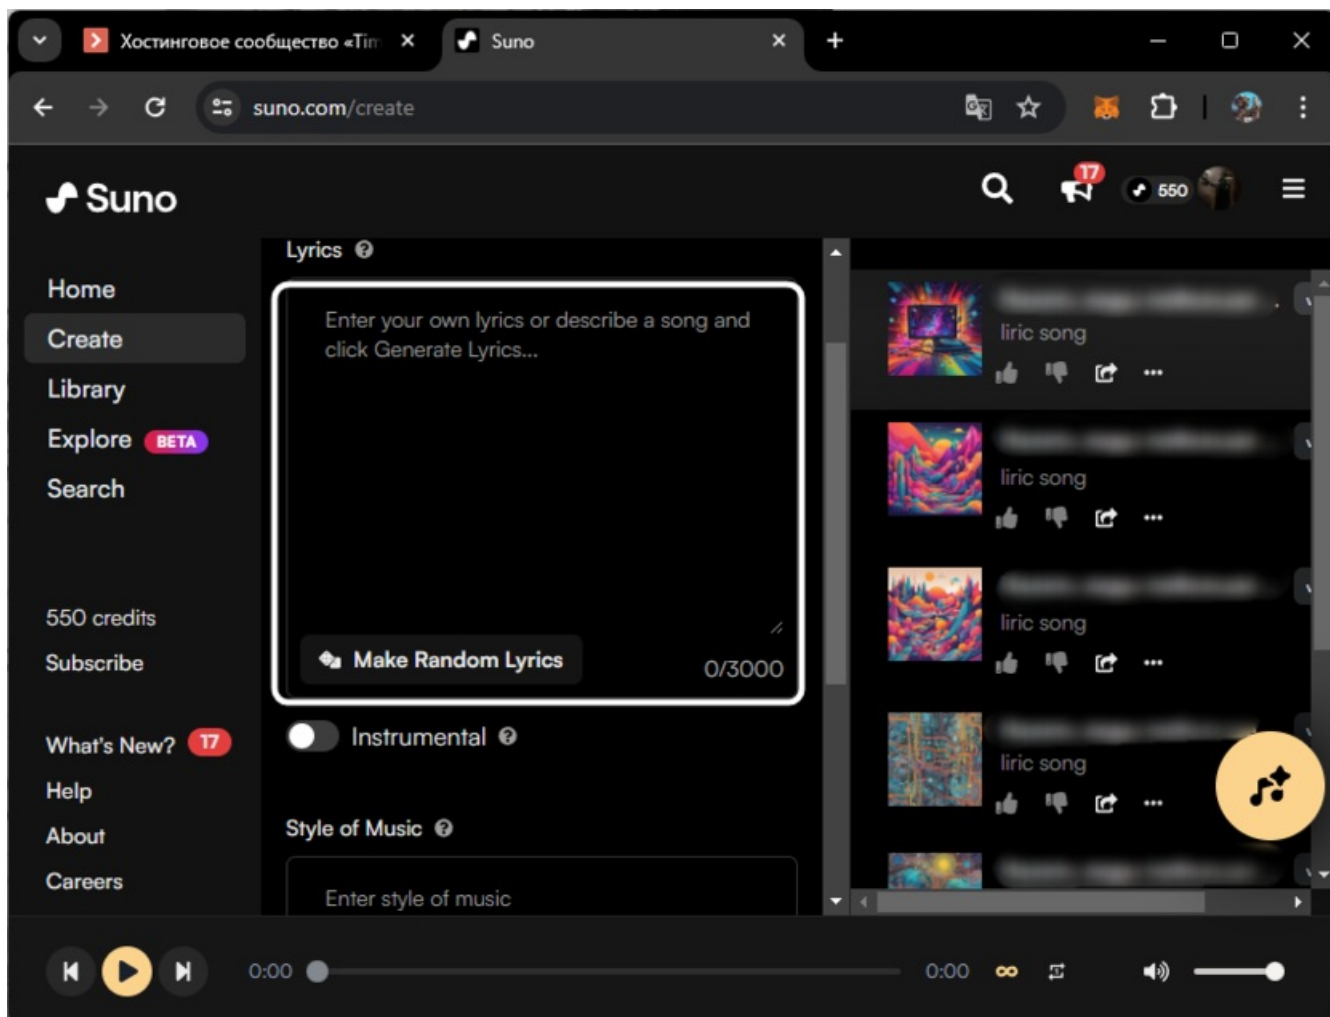 Хостинговое сообщество «Tim
Suno
suno.com/create
Suno
17
550
Home
Create
Library
Explore BETA
Search
550 credits
Subscribe
What's New? 17
Help
About
Careers
Lyrics
Enter your own lyrics or describe a song and
click Generate Lyrics...
Make Random Lyrics
0/3000
Instrumental
Style of Music
Enter style of music
liric song
liric song
liric song
liric song
0:00
0:00